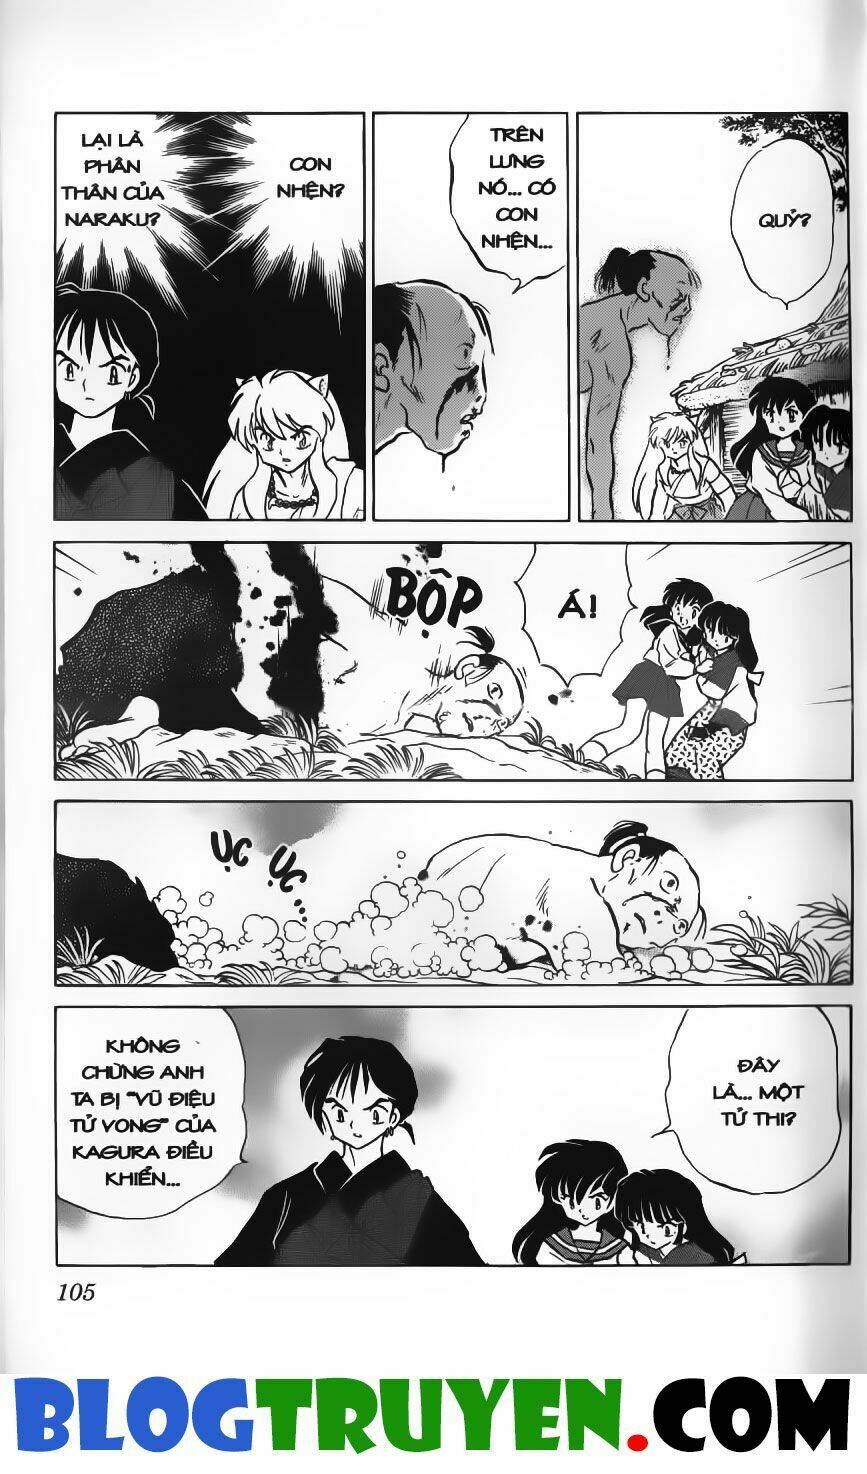 QUỶ?
TRÊN
LƯNG
NÓ... CÓ
CON
NHỆN...
CON
NHỆN?
LẠI LÀ
PHÂN
THÂN CỦA
NARAKU?
Á!
BỘP
ỤC ỤC...
ĐÂY
LÀ... MỘT
TỬ THI?
KHÔNG
CHỪNG ANH
TA BỊ "VŨ ĐIỆU
TỬ VONG" CỦA
KAGURA ĐIỀU
KHIỂN...
105
BLOGTRUYEN.COM